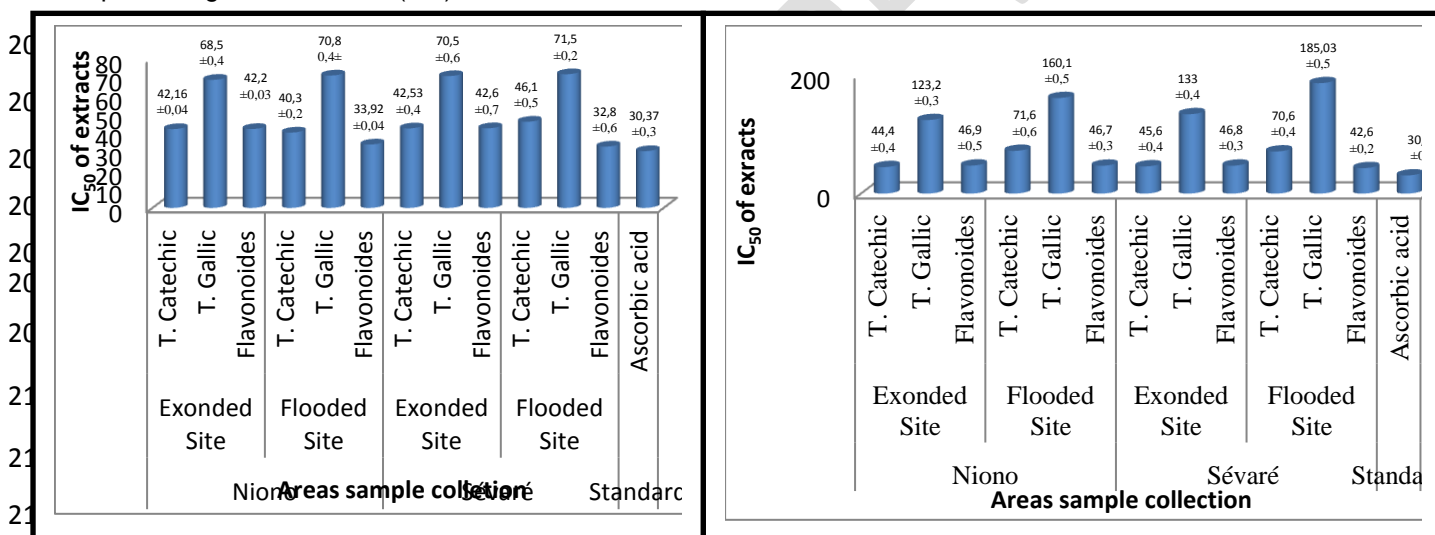 IC50 of extracts
80
70
60
50
40
30
20
10
0
42,16 ±0,04
68,5 ±0,4
42,2 ±0,03
40,3 ±0,2
70,8 0,4±
33,92 ±0,04
42,53 ±0,4
70,5 ±0,6
42,6 ±0,7
46,1 ±0,5
71,5 ±0,2
32,8 ±0,6
30,37 ±0,3
T. Catechic
T. Gallic
Flavonoides
T. Catechic
T. Gallic
Flavonoides
T. Catechic
T. Gallic
Flavonoides
T. Catechic
T. Gallic
Flavonoides
Ascorbic acid
Exonded Site
Flooded Site
Exonded Site
Flooded Site
Niono
Sévaré
Standard
Areas sample colletion
IC50 of exracts
200
0
44,4 ±0,4
123,2 ±0,3
46,9 ±0,5
71,6 ±0,6
160,1 ±0,5
46,7 ±0,3
45,6 ±0,4
133 ±0,4
46,8 ±0,3
70,6 ±0,4
185,03 ±0,5
42,6 ±0,2
30,
±0
T. Catechic
T. Gallic
Flavonoides
T. Catechic
T. Gallic
Flavonoides
T. Catechic
T. Gallic
Flavonoides
T. Catechic
T. Gallic
Flavonoides
Ascorbic acid
Exonded Site
Flooded Site
Exonded Site
Flooded Site
Niono
Sévaré
Standa
Areas sample collection